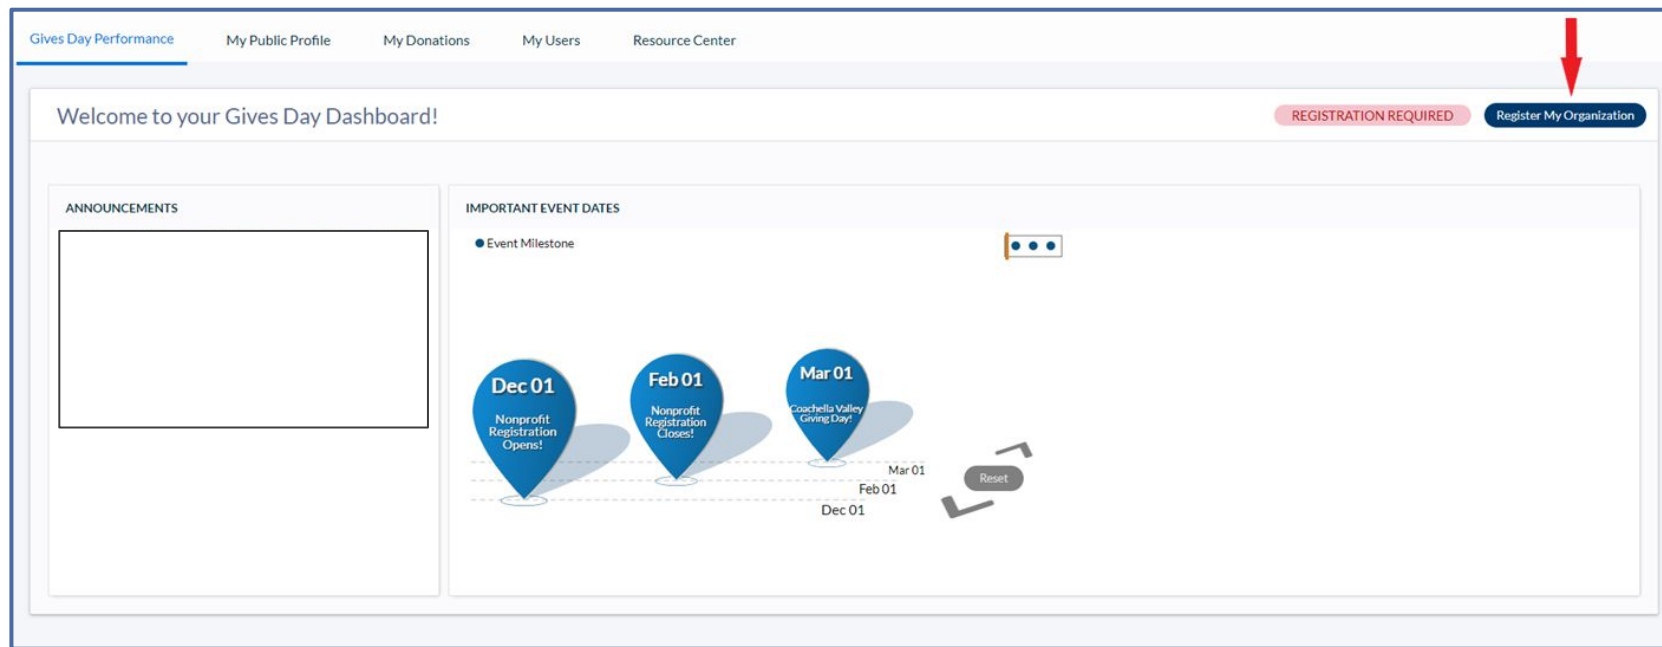 Gives Day Performance
My Public Profile
My Donations
My Users
Resource Center
Welcome to your Gives Day Dashboard!
REGISTRATION REQUIRED
Register My Organization
ANNOUNCEMENTS
IMPORTANT EVENT DATES
Event Milestone
Dec 01
Nonprofit
Registration
Opens!
Feb 01
Nonprofit
Registration
Closes!
Mar 01
Coachella Valley
Giving Day!
Mar 01
Feb 01
Dec 01
Reset